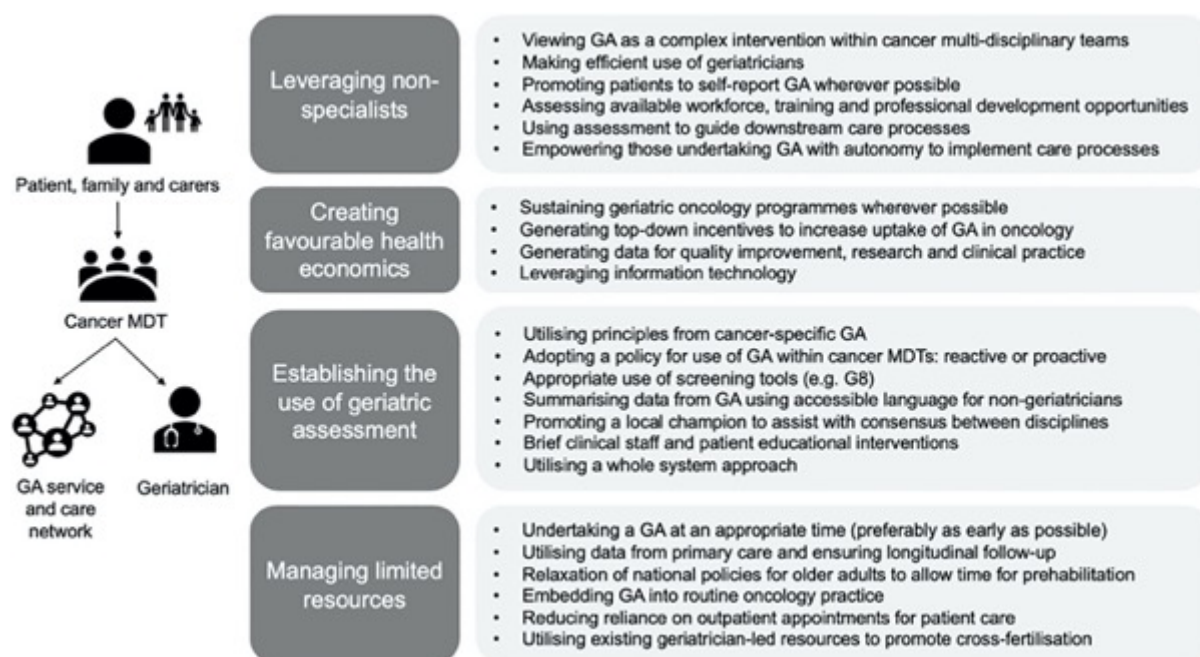 Patient, family and carers
Cancer MDT
GA service
and care
network
Geriatrician
Leveraging non-
specialists
• Viewing GA as a complex intervention within cancer multi-disciplinary teams
• Making efficient use of geriatricians
• Promoting patients to self-report GA wherever possible
• Assessing available workforce, training and professional development opportunities
• Using assessment to guide downstream care processes
• Empowering those undertaking GA with autonomy to implement care processes
Creating
favourable health
economics
• Sustaining geriatric oncology programmes wherever possible
• Generating top-down incentives to increase uptake of GA in oncology
• Generating data for quality improvement, research and clinical practice
• Leveraging information technology
Establishing the
use of geriatric
assessment
• Utilising principles from cancer-specific GA
• Adopting a policy for use of GA within cancer MDTs: reactive or proactive
• Appropriate use of screening tools (e.g. G8)
• Summarising data from GA using accessible language for non-geriatricians
• Promoting a local champion to assist with consensus between disciplines
• Brief clinical staff and patient educational interventions
• Utilising a whole system approach
Managing limited
resources
• Undertaking a GA at an appropriate time (preferably as early as possible)
• Utilising data from primary care and ensuring longitudinal follow-up
• Relaxation of national policies for older adults to allow time for prehabilitation
• Embedding GA into routine oncology practice
• Reducing reliance on outpatient appointments for patient care
• Utilising existing geriatrician-led resources to promote cross-fertilisation